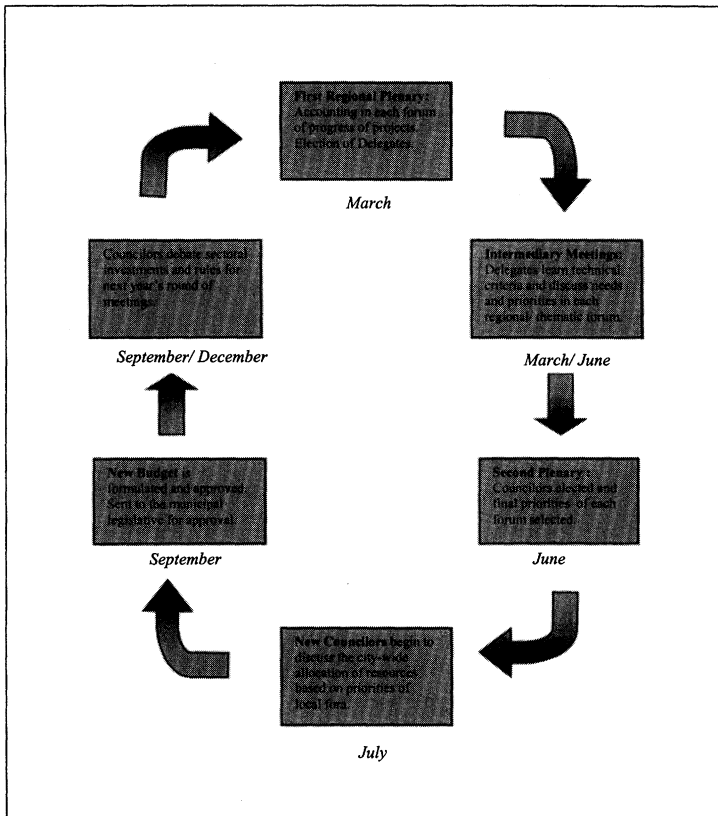 First Regional Plenary:
Accounting in each forum
of progress of projects.
Election of Delegates.
March
Intermediary Meetings:
Delegates learn technical
criteria and discuss needs
and priorities in each
regional/ thematic forum.
March/ June
Second Plenary :
Councilors elected and
final priorities of each
forum selected.
June
New Councilors begin to
discuss the city-wide
allocation of resources
based on priorities of
local fora.
July
New Budget is
formulated and approved.
Sent to the municipal
legislative for approval.
September
Councilors debate sectoral
investments and rules for
next year's round of
meetings.
September/ December